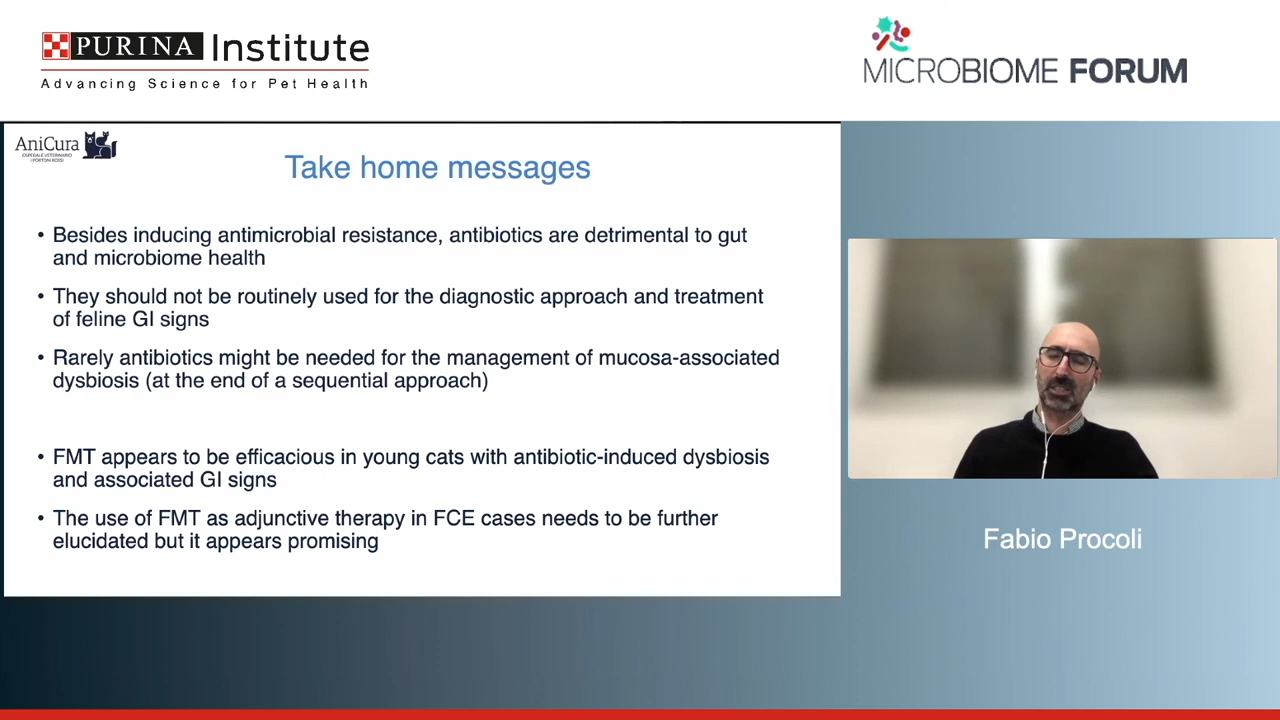 PURINA Institute
Advancing Science for Pet Health
MICROBIOME FORUM
AniCura
OSPEDALE VETERINARIO
I PORTONI ROSSI
Take home messages
• Besides inducing antimicrobial resistance, antibiotics are detrimental to gut
and microbiome health
• They should not be routinely used for the diagnostic approach and treatment
of feline GI signs
• Rarely antibiotics might be needed for the management of mucosa-associated
dysbiosis (at the end of a sequential approach)
• FMT appears to be efficacious in young cats with antibiotic-induced dysbiosis
and associated GI signs
• The use of FMT as adjunctive therapy in FCE cases needs to be further
elucidated but it appears promising
Fabio Procoli